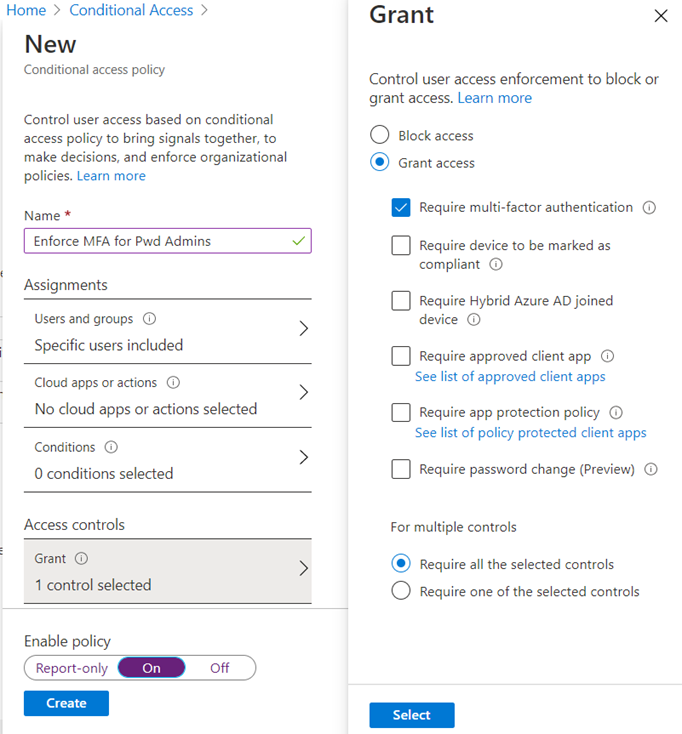 Home > Conditional Access >
New
Conditional access policy
Control user access based on conditional
access policy to bring signals together, to
make decisions, and enforce organizational
policies. Learn more
Name *
Enforce MFA for Pwd Admins
Assignments
Users and groups
Specific users included
Cloud apps or actions
No cloud apps or actions selected
Conditions
0 conditions selected
Access controls
Grant
1 control selected
Enable policy
Report-only On Off
Create
Grant
Control user access enforcement to block or
grant access. Learn more
Block access
Grant access
Require multi-factor authentication
Require device to be marked as
compliant
Require Hybrid Azure AD joined
device
Require approved client app
See list of approved client apps
Require app protection policy
See list of policy protected client apps
Require password change (Preview)
For multiple controls
Require all the selected controls
Require one of the selected controls
Select